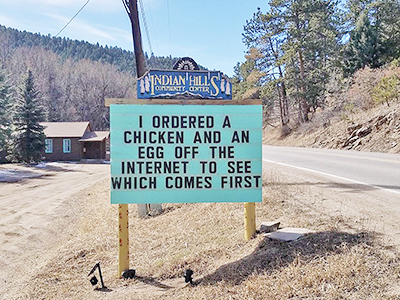 INDIAN HILLS
COMMUNITY CENTER
I ORDERED A
CHICKEN AND AN
EGG OFF THE
INTERNET TO SEE
WHICH COMES FIRST